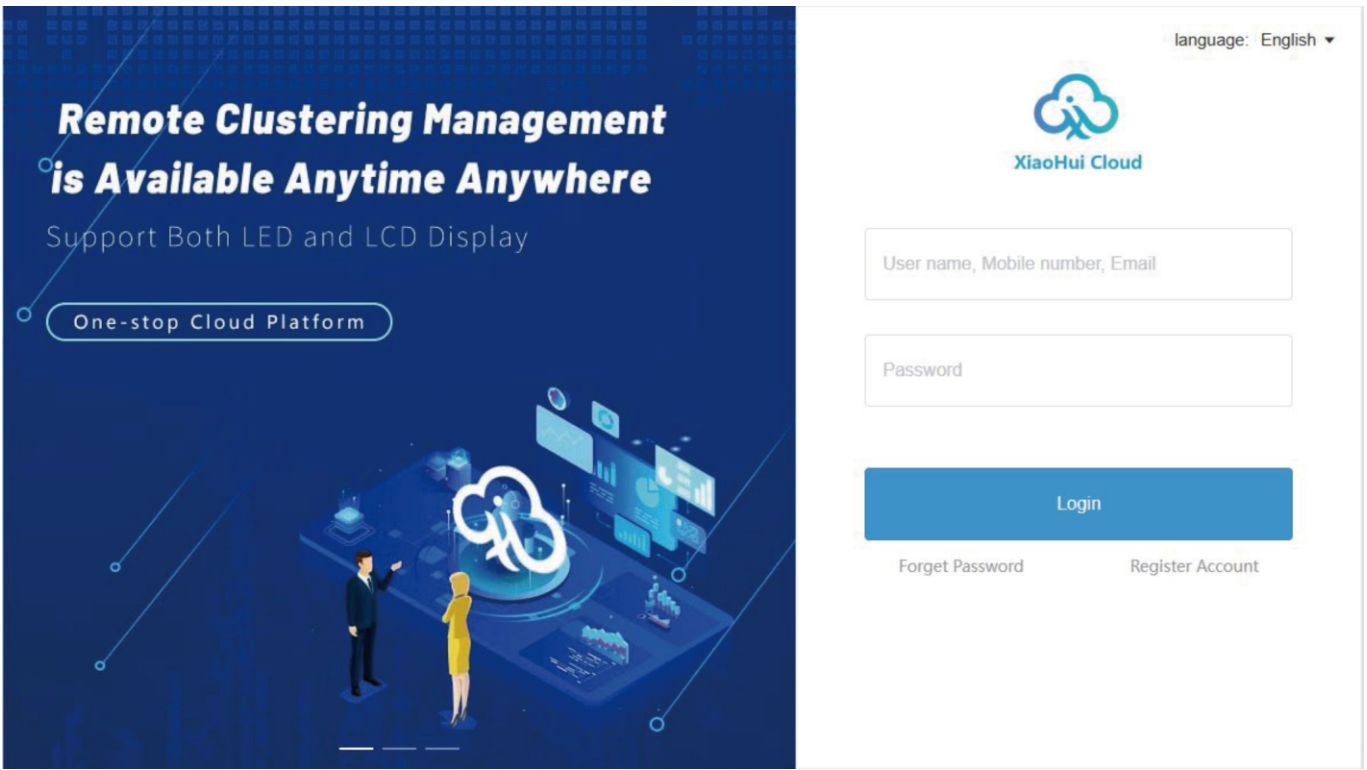 Remote Clustering Management
is Available Anytime Anywhere
Support Both LED and LCD Display
One-stop Cloud Platform
language: English
XiaoHui Cloud
User name, Mobile number, Email
Password
Login
Forget Password Register Account